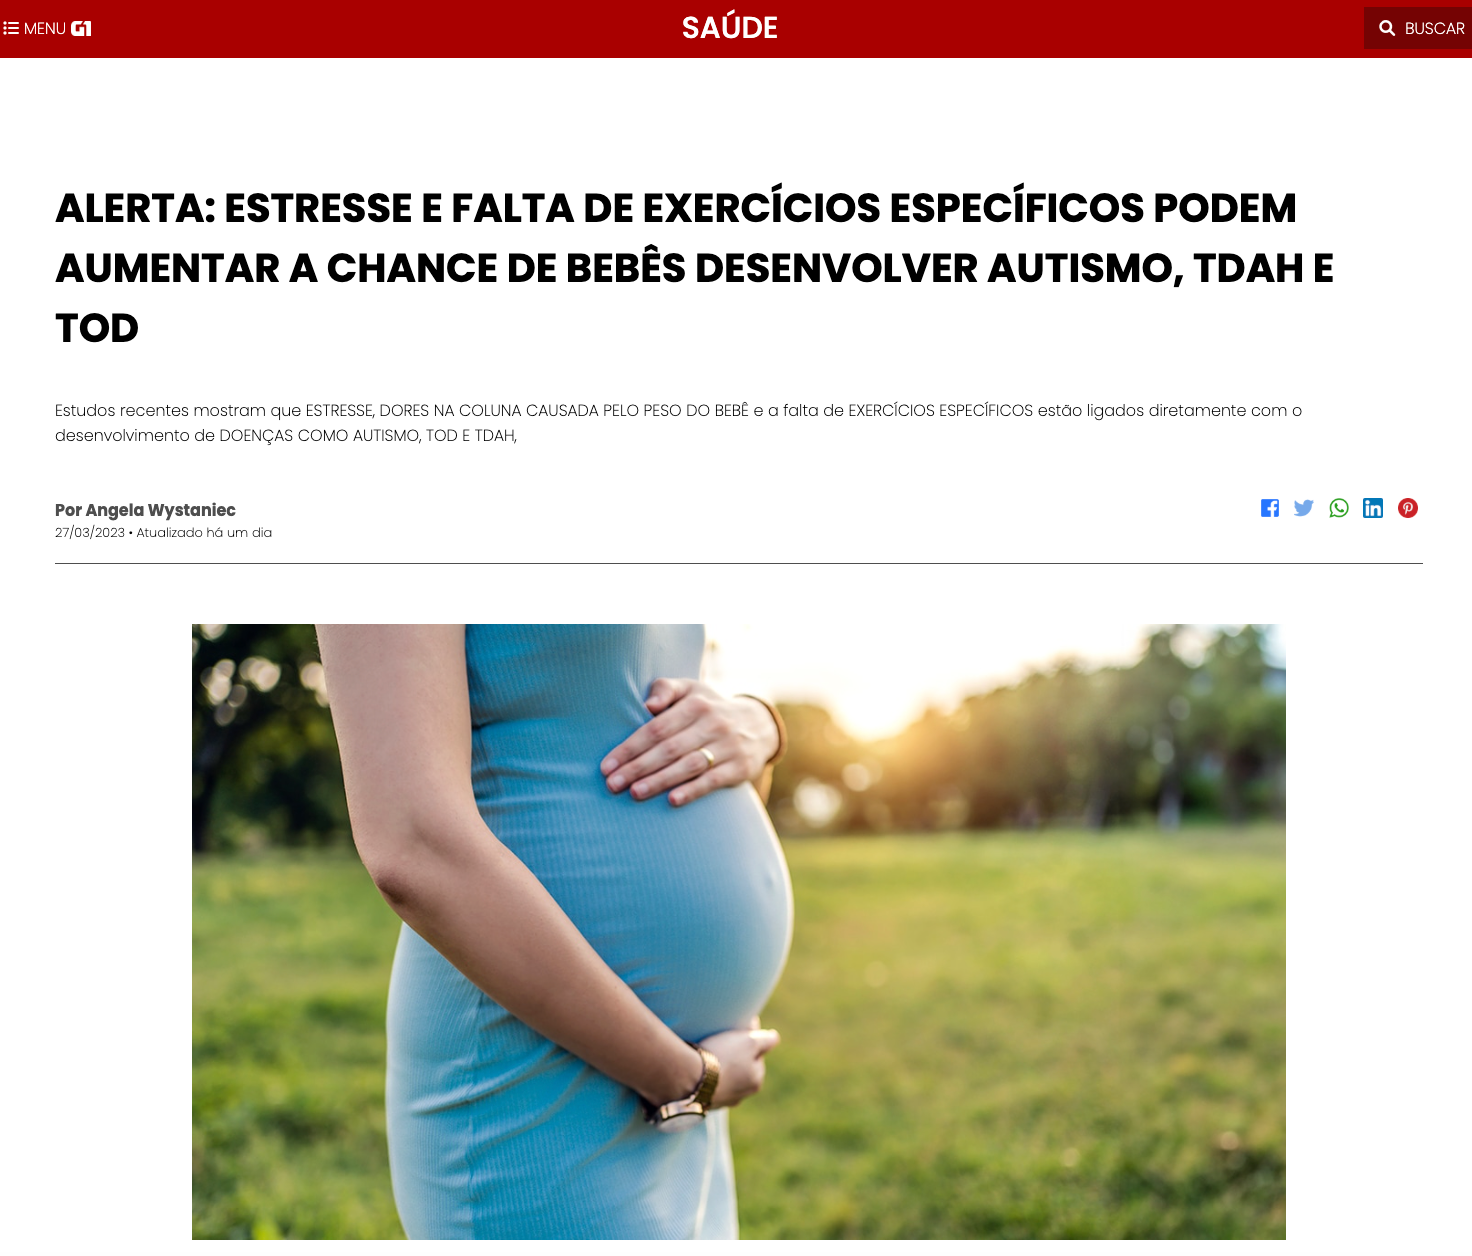 MENU G1
SAÚDE
BUSCAR
ALERTA: ESTRESSE E FALTA DE EXERCÍCIOS ESPECÍFICOS PODEM
AUMENTAR A CHANCE DE BEBÊS DESENVOLVER AUTISMO, TDAH E
TOD
Estudos recentes mostram que ESTRESSE, DORES NA COLUNA CAUSADA PELO PESO DO BEBÊ e a falta de EXERCÍCIOS ESPECÍFICOS estão ligados diretamente com o
desenvolvimento de DOENÇAS COMO AUTISMO, TOD E TDAH,
Por Angela Wystaniec
27/03/2023 • Atualizado há um dia